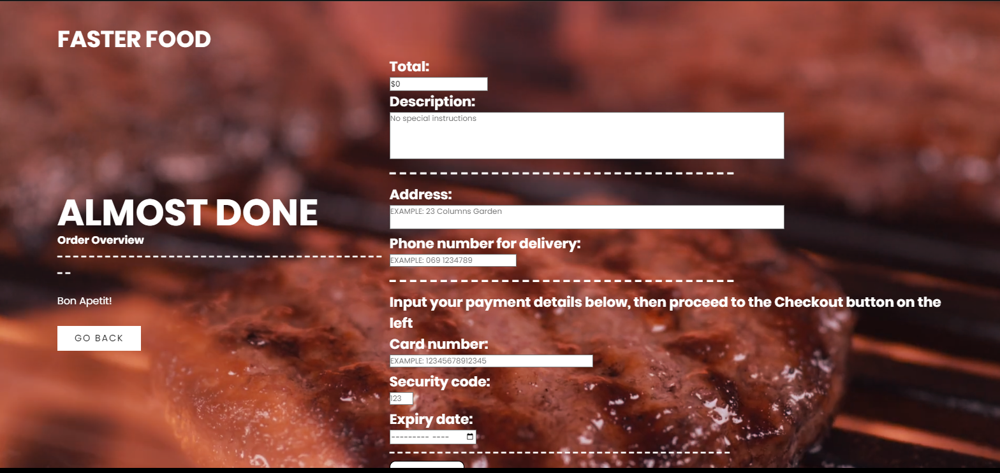 FASTER FOOD
Total:
$0
Description:
No special instructions
--------------------------------
Address:
EXAMPLE: 23 Columns Garden
ALMOST DONE
Order Overview
Phone number for delivery:
EXAMPLE: 069 1234789
Bon Apetit!
GO BACK
Input your payment details below, then proceed to the Checkout button on the
left
Card number:
EXAMPLE: 12345678912345
Security code:
123
Expiry date:
--------- ----